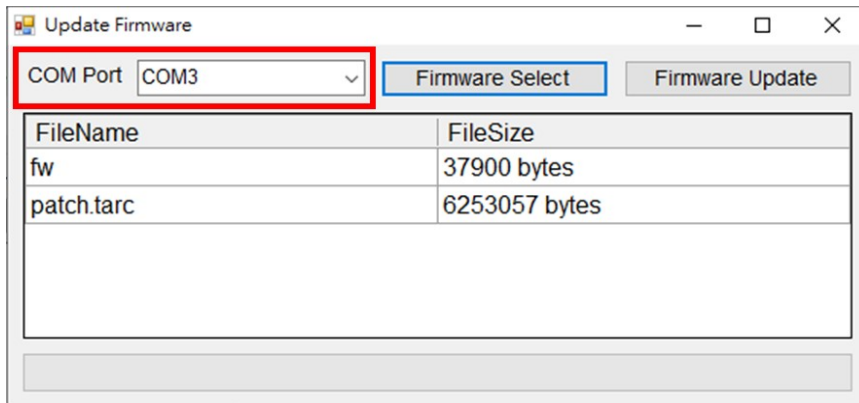 Update Firmware
COM Port COM3 Firmware Select Firmware Update
FileName FileSize
fw 37900 bytes
patch.tarc 6253057 bytes